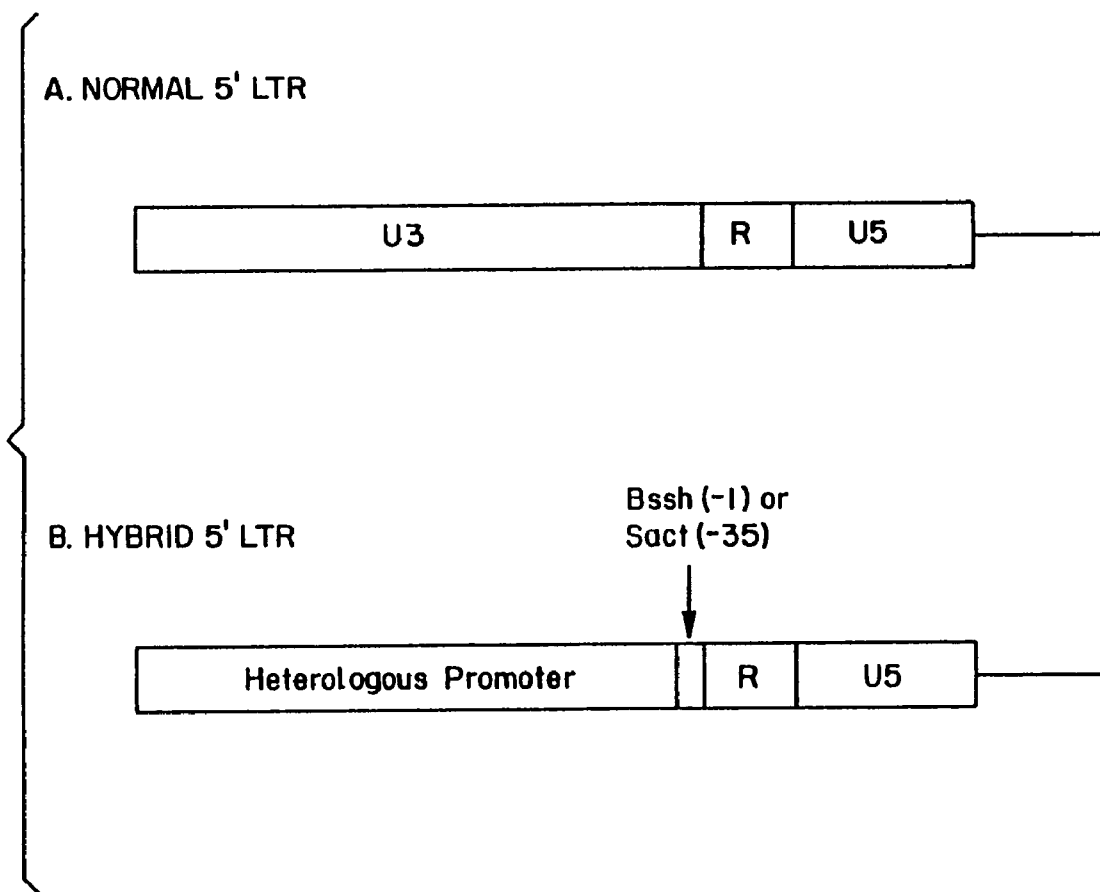 A. NORMAL 5' LTR
U3
R
U5
B. HYBRID 5' LTR
Bssh (-1) or
Sact (-35)
Heterologous Promoter
R
U5